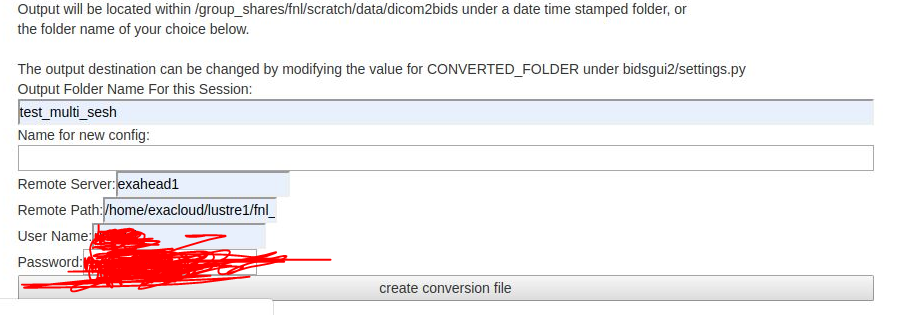 Output will be located within /group_shares/fnl/scratch/data/dicom2bids under a date time stamped folder, or
the folder name of your choice below.
The output destination can be changed by modifying the value for CONVERTED_FOLDER under bidsgui2/settings.py
Output Folder Name For this Session:
test_multi_sesh
Name for new config:
Remote Server: exahead1
Remote Path: /home/exacloud/lustre1/fnl_
User Name:
Password:
create conversion file